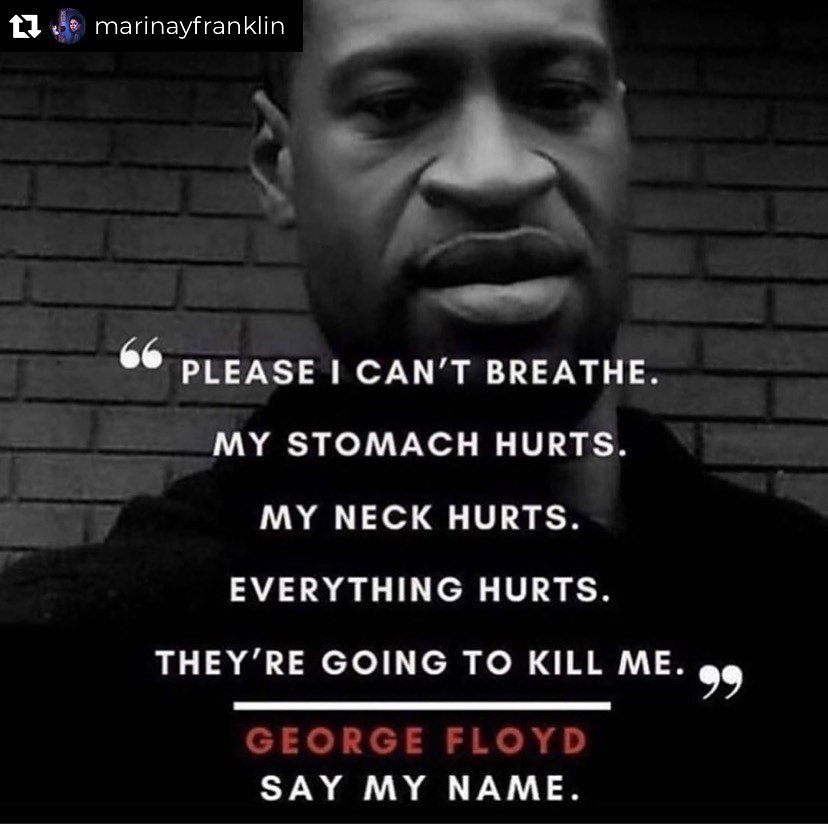 marinayfranklin
“ PLEASE I CAN’T BREATHE.
MY STOMACH HURTS.
MY NECK HURTS.
EVERYTHING HURTS.
THEY’RE GOING TO KILL ME. ”
GEORGE FLOYD
SAY MY NAME.